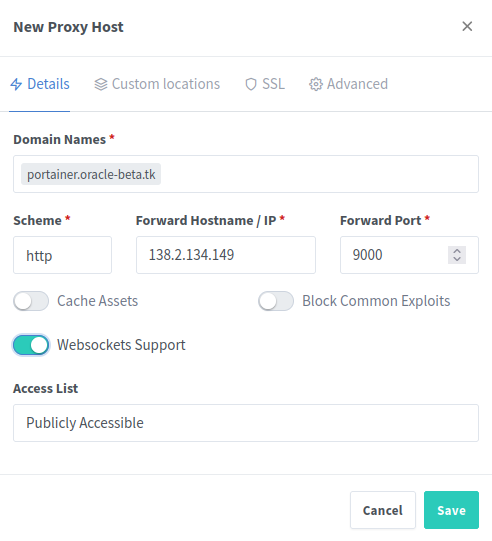 New Proxy Host
Details Custom locations SSL Advanced
Domain Names *
portainer.oracle-beta.tk
Scheme * Forward Hostname / IP * Forward Port *
http 138.2.134.149 9000
Cache Assets Block Common Exploits
Websockets Support
Access List
Publicly Accessible
Cancel Save